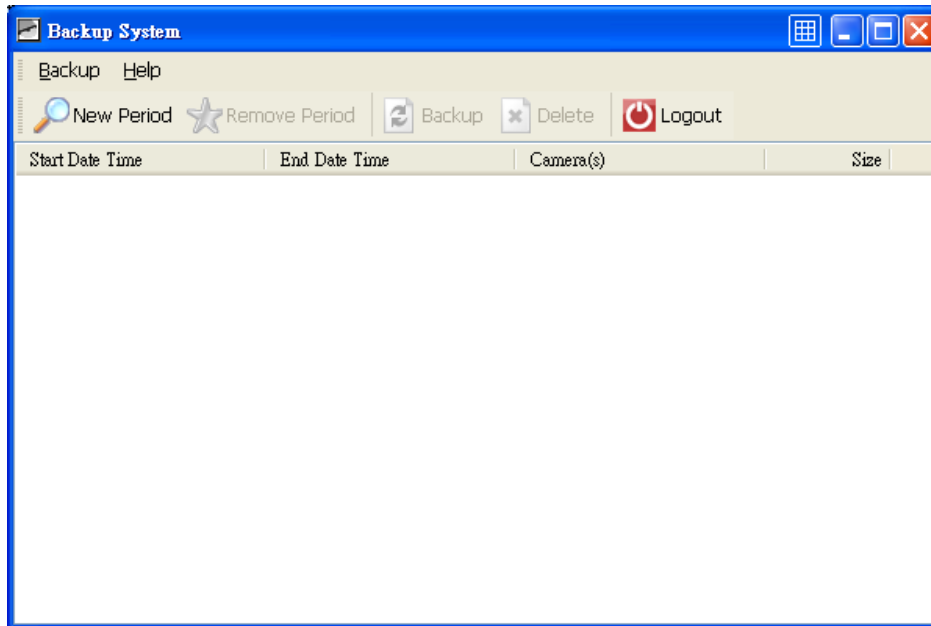 Backup System
Backup Help
New Period Remove Period Backup Delete Logout
Start Date Time End Date Time Camera(s) Size